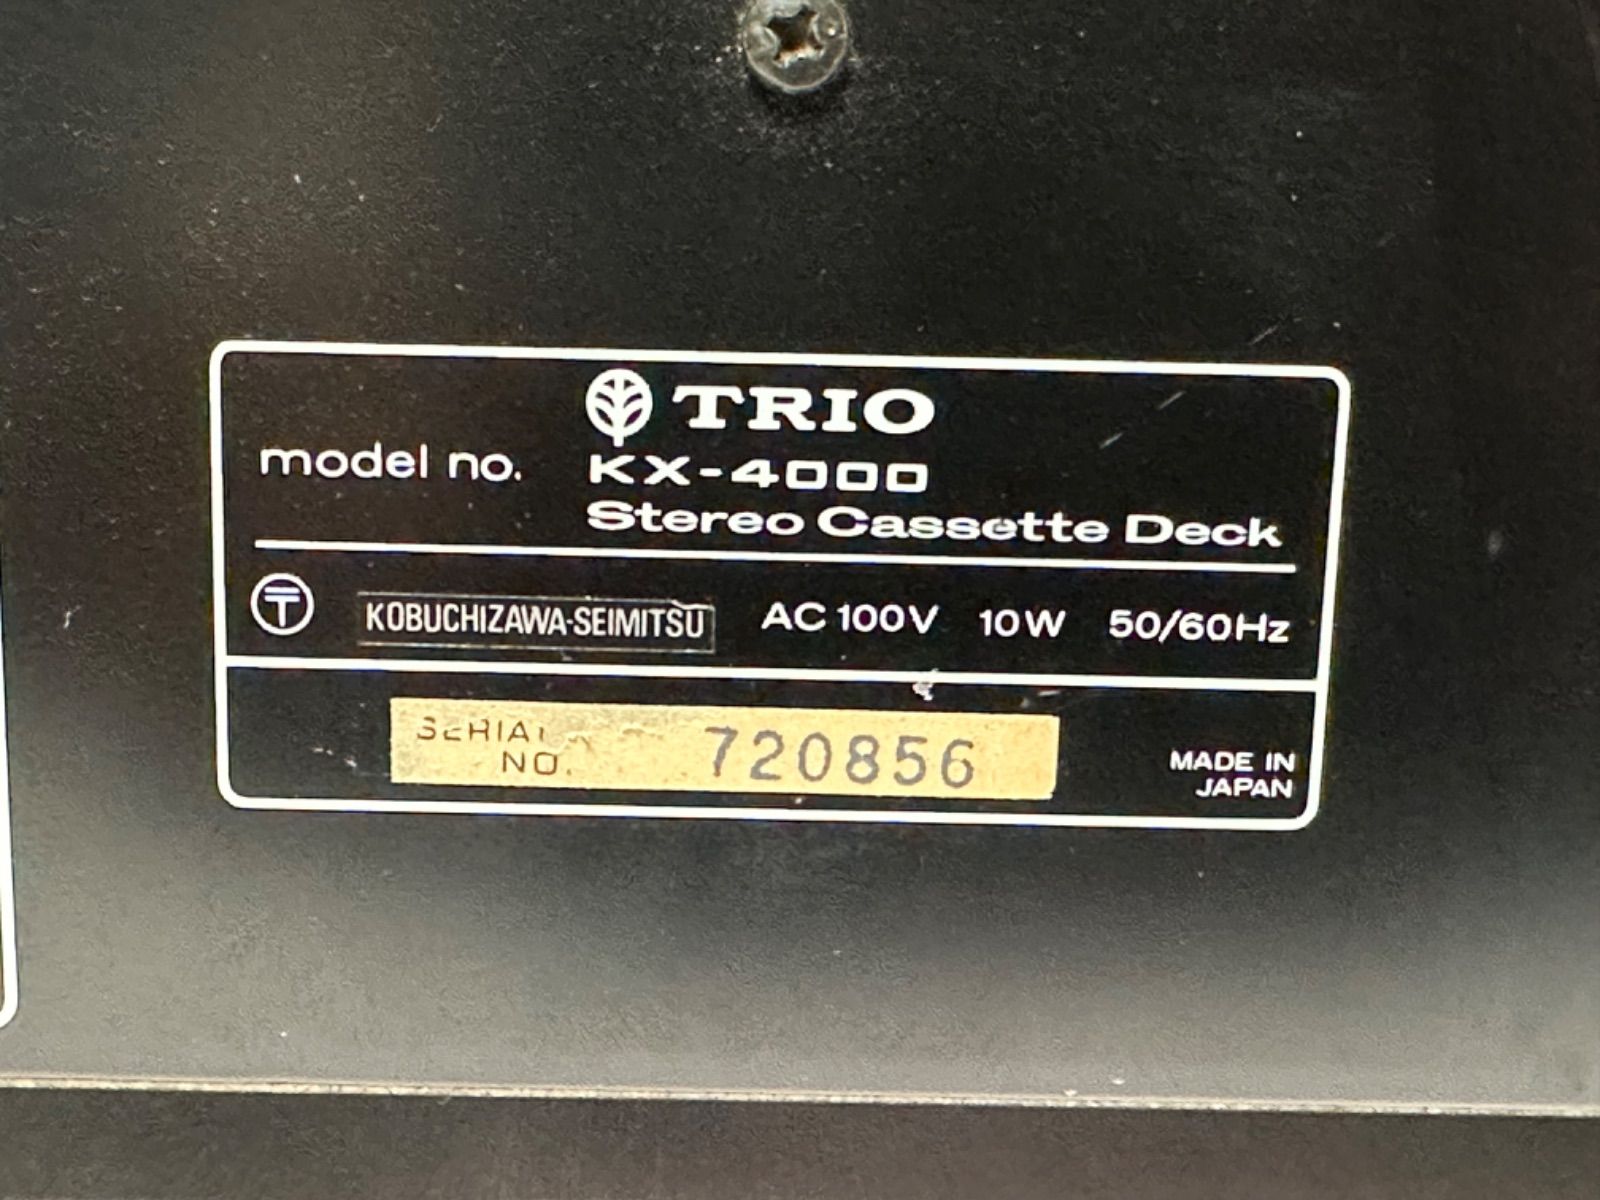 TRIO
model no. KX-4000
Stereo Cassette Deck
〒 KOBUCHIZAWA-SEIMITSU AC 100V 10W 50/60Hz
SERIAL NO. 720856
MADE IN
JAPAN